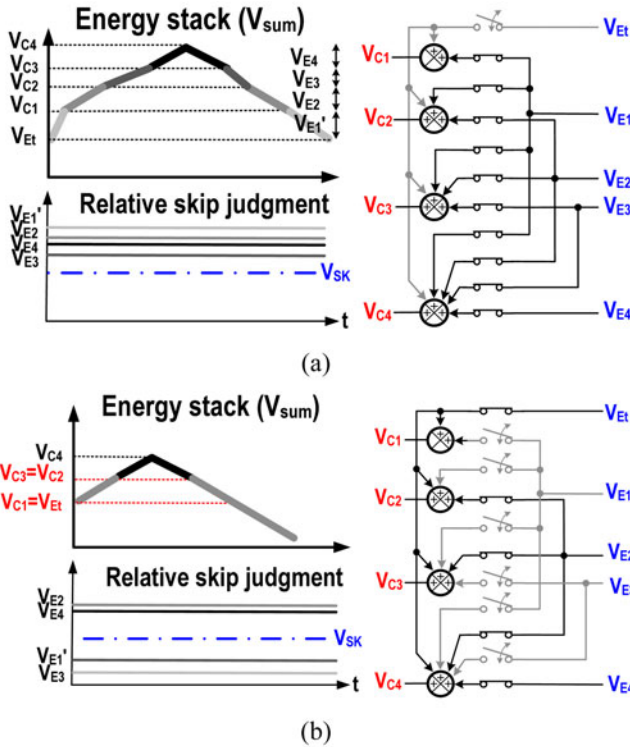 Energy stack (Vsum)
VC4
VC3
VC2
VC1
VEt
VE4
VE3
VE2
VE1'
Relative skip judgment
VE1'
VE2
VE4
VE3
VSK
t
VEt
VC1
VE1
VC2
VE2
VC3
VE3
VC4
VE4
(a)
Energy stack (Vsum)
VC4
VC3=VC2
VC1=VEt
Relative skip judgment
VE2
VE4
VSK
VE1'
VE3
t
VEt
VC1
VE1
VC2
VE2
VC3
VC4
VE4
(b)